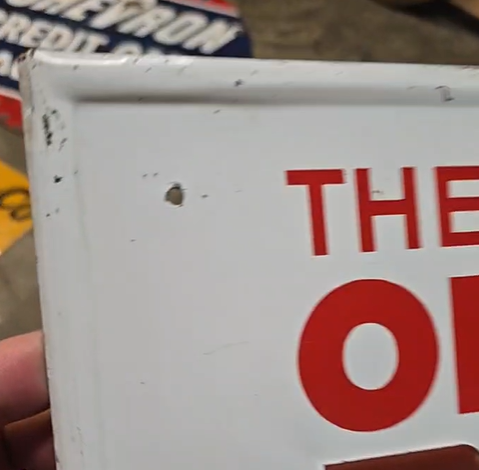 CHEVRON
CREDIT
THE
O